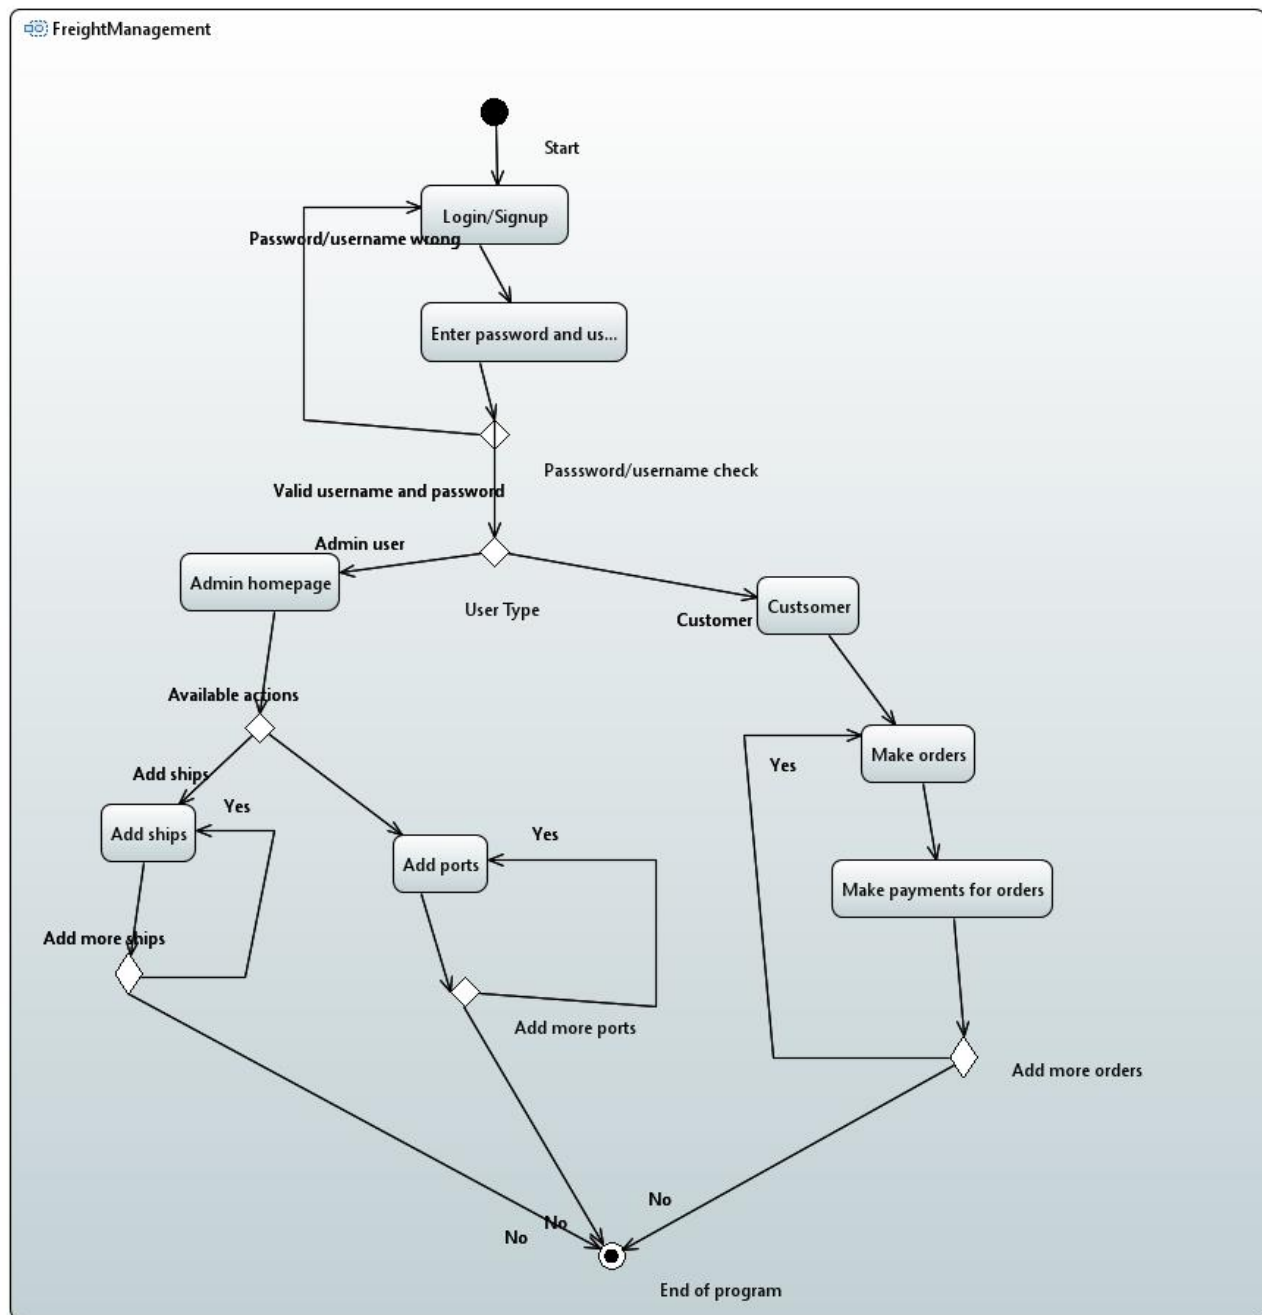 FreightManagement
Start
Login/Signup
Password/username wrong
Enter password and us...
Passsword/username check
Valid username and password
Admin user
Admin homepage
User Type
Custsomer
Customer
Available actions
Make orders
Yes
Add ships
Yes
Add ships
Yes
Add ports
Make payments for orders
Add more ships
Add more ports
Add more orders
No
No
No
End of program